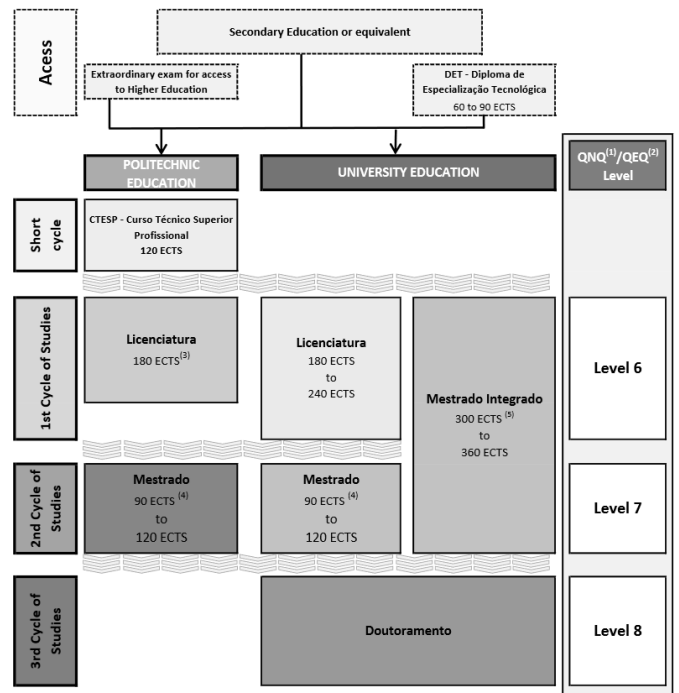 Acess
Secondary Education or equivalent
Extraordinary exam for access
to Higher Education
DET - Diploma de
Especialização Tecnológica
60 to 90 ECTS
POLITECHNIC
EDUCATION
UNIVERSITY EDUCATION
QNQ(1)/QEQ(2)
Level
Short
cycle
CTESP - Curso Técnico Superior
Profissional
120 ECTS
1st Cycle of Studies
Licenciatura
180 ECTS(3)
Licenciatura
180 ECTS
to
240 ECTS
Mestrado Integrado
300 ECTS (5)
to
360 ECTS
Level 6
2nd Cycle of
Studies
Mestrado
90 ECTS (4)
to
120 ECTS
Mestrado
90 ECTS (4)
to
120 ECTS
Level 7
3rd Cycle of
Studies
Doutoramento
Level 8